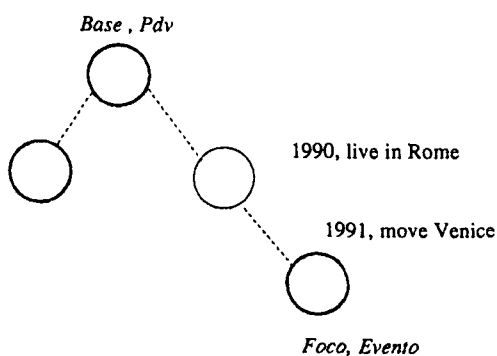 Base , Pdv
1990, live in Rome
1991, move Venice
Foco, Evento